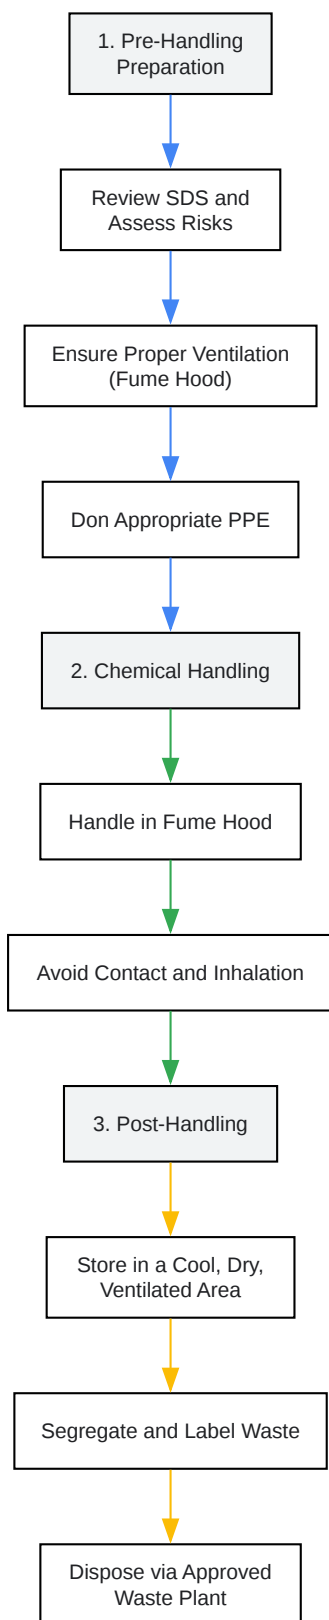 1. Pre-Handling
Preparation
Review SDS and
Assess Risks
Ensure Proper Ventilation
(Fume Hood)
Don Appropriate PPE
2. Chemical Handling
Handle in Fume Hood
Avoid Contact and Inhalation
3. Post-Handling
Store in a Cool, Dry,
Ventilated Area
Segregate and Label Waste
Dispose via Approved
Waste Plant